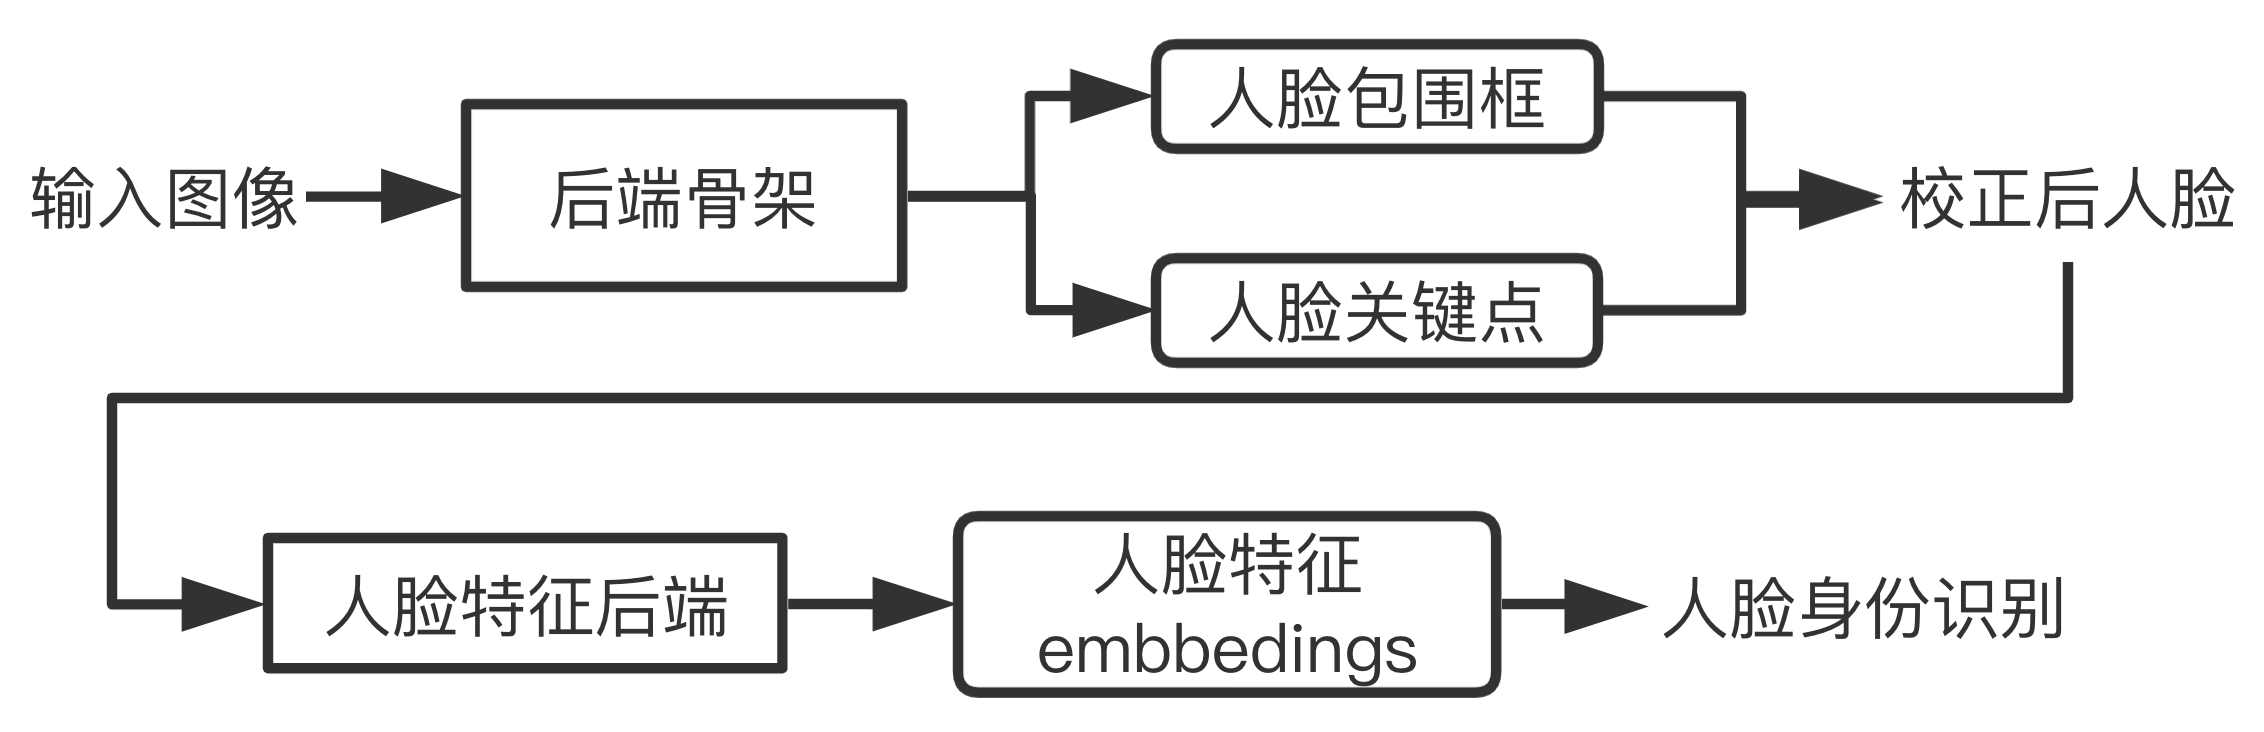 输入图像
后端骨架
人脸包围框
人脸关键点
校正后人脸
人脸特征后端
人脸特征
embbedings
人脸身份识别